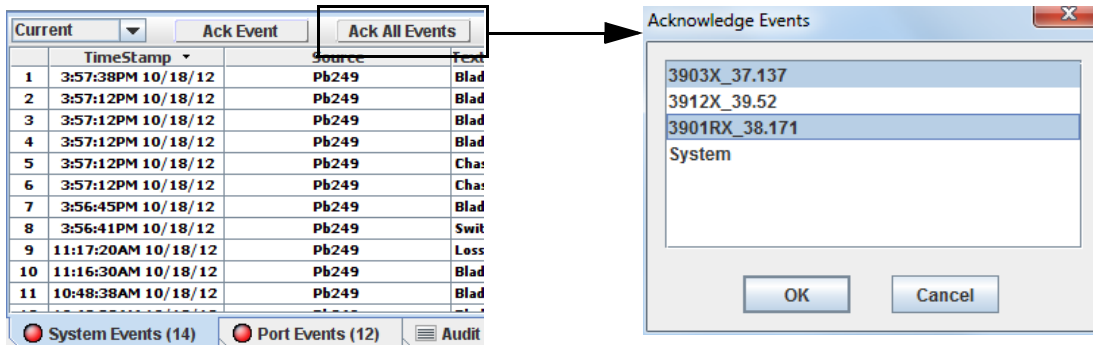 Current Ack Event Ack All Events
TimeStamp Source Text
1 3:57:38PM 10/18/12 Pb249 Blad
2 3:57:12PM 10/18/12 Pb249 Blad
3 3:57:12PM 10/18/12 Pb249 Blad
4 3:57:12PM 10/18/12 Pb249 Blad
5 3:57:12PM 10/18/12 Pb249 Chas
6 3:57:12PM 10/18/12 Pb249 Chas
7 3:56:45PM 10/18/12 Pb249 Blad
8 3:56:41PM 10/18/12 Pb249 Swit
9 11:17:20AM 10/18/12 Pb249 Loss
10 11:16:30AM 10/18/12 Pb249 Blad
11 10:48:38AM 10/18/12 Pb249 Blad
System Events (14) Port Events (12) Audit
Acknowledge Events
3903X_37.137
3912X_39.52
3901RX_38.171
System
OK Cancel